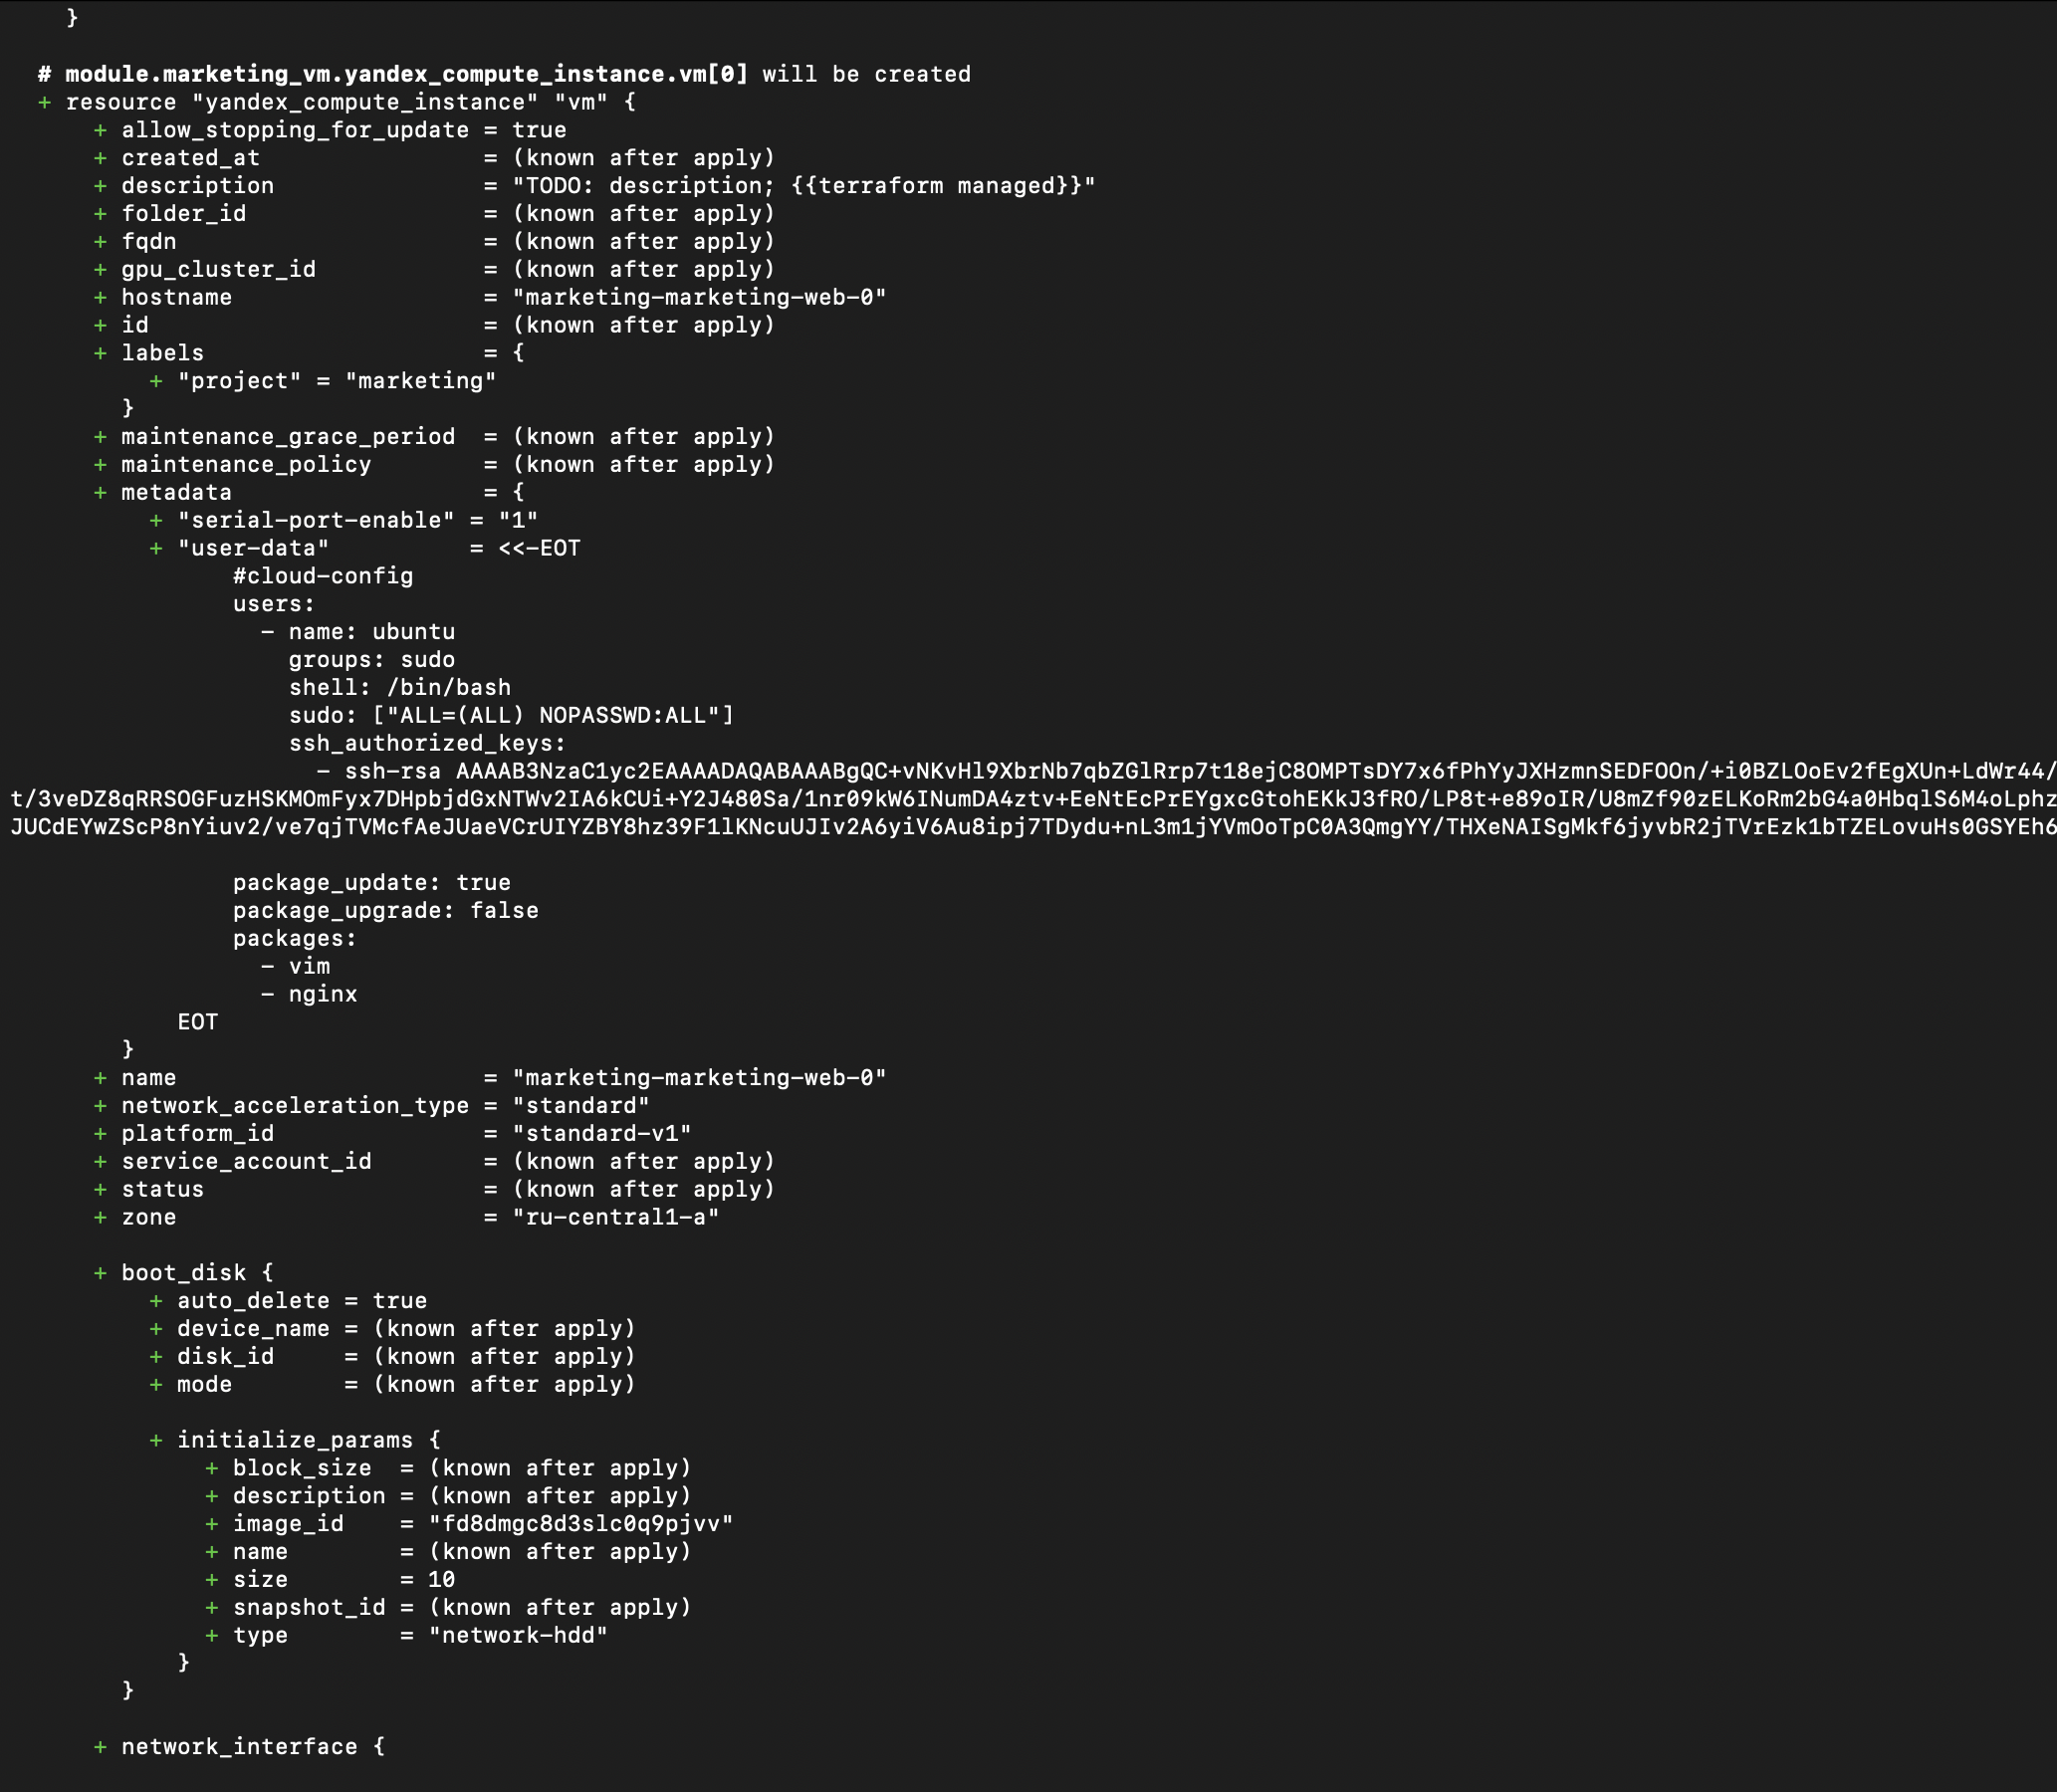 }

  # module.marketing_vm.yandex_compute_instance.vm[0] will be created
  + resource "yandex_compute_instance" "vm" {
      + allow_stopping_for_update = true
      + created_at                = (known after apply)
      + description               = "TODO: description; {{terraform managed}}"
      + folder_id                 = (known after apply)
      + fqdn                      = (known after apply)
      + gpu_cluster_id            = (known after apply)
      + hostname                  = "marketing-marketing-web-0"
      + id                        = (known after apply)
      + labels                    = {
          + "project" = "marketing"
        }
      + maintenance_grace_period  = (known after apply)
      + maintenance_policy        = (known after apply)
      + metadata                  = {
          + "serial-port-enable" = "1"
          + "user-data"          = <<-EOT
                #cloud-config
                users:
                  - name: ubuntu
                    groups: sudo
                    shell: /bin/bash
                    sudo: ["ALL=(ALL) NOPASSWD:ALL"]
                    ssh_authorized_keys:
                      - ssh-rsa AAAAB3NzaC1yc2EAAAADAQABAAABgQC+vNKvHl9XbrNb7qbZGlRrp7t18ejC8OMPTsDY7x6fPhYyJXHzmnSEDFOOn/+i0BZLOoEv2fEgXUn+LdWr44/
t/3veDZ8qRRSOGFuzHSKMOmFyx7DHpbjdGxNTWv2IA6kCUi+Y2J480Sa/1nr09kW6INumDA4ztv+EeNtEcPrEYgxcGtohEKkJ3fRO/LP8t+e89oIR/U8mZf90zELKoRm2bG4a0HbqlS6M4oLphz
JUCdEYwZScP8nYiuv2/ve7qjTVMcfAeJUaeVCrUIYZBY8hz39F1lKNcuUJIv2A6yiV6Au8ipj7TDydu+nL3m1jYVmOoTpC0A3QmgYY/THXeNAISgMkf6jyvbR2jTVrEzk1bTZELovuHs0GSYEh6

                package_update: true
                package_upgrade: false
                packages:
                  - vim
                  - nginx
            EOT
        }
      + name                      = "marketing-marketing-web-0"
      + network_acceleration_type = "standard"
      + platform_id               = "standard-v1"
      + service_account_id        = (known after apply)
      + status                    = (known after apply)
      + zone                      = "ru-central1-a"

      + boot_disk {
          + auto_delete = true
          + device_name = (known after apply)
          + disk_id     = (known after apply)
          + mode        = (known after apply)

          + initialize_params {
              + block_size  = (known after apply)
              + description = (known after apply)
              + image_id    = "fd8dmgc8d3slc0q9pjvv"
              + name        = (known after apply)
              + size        = 10
              + snapshot_id = (known after apply)
              + type        = "network-hdd"
            }
        }

      + network_interface {